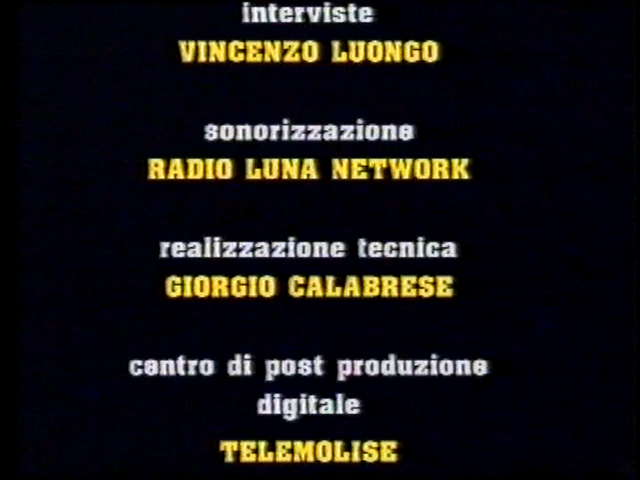 interviste
VINCENZO LUONGO
sonorizzazione
RADIO LUNA NETWORK
realizzazione tecnica
GIORGIO CALABRESE
centro di post produzione
digitale
TELEMOLISE